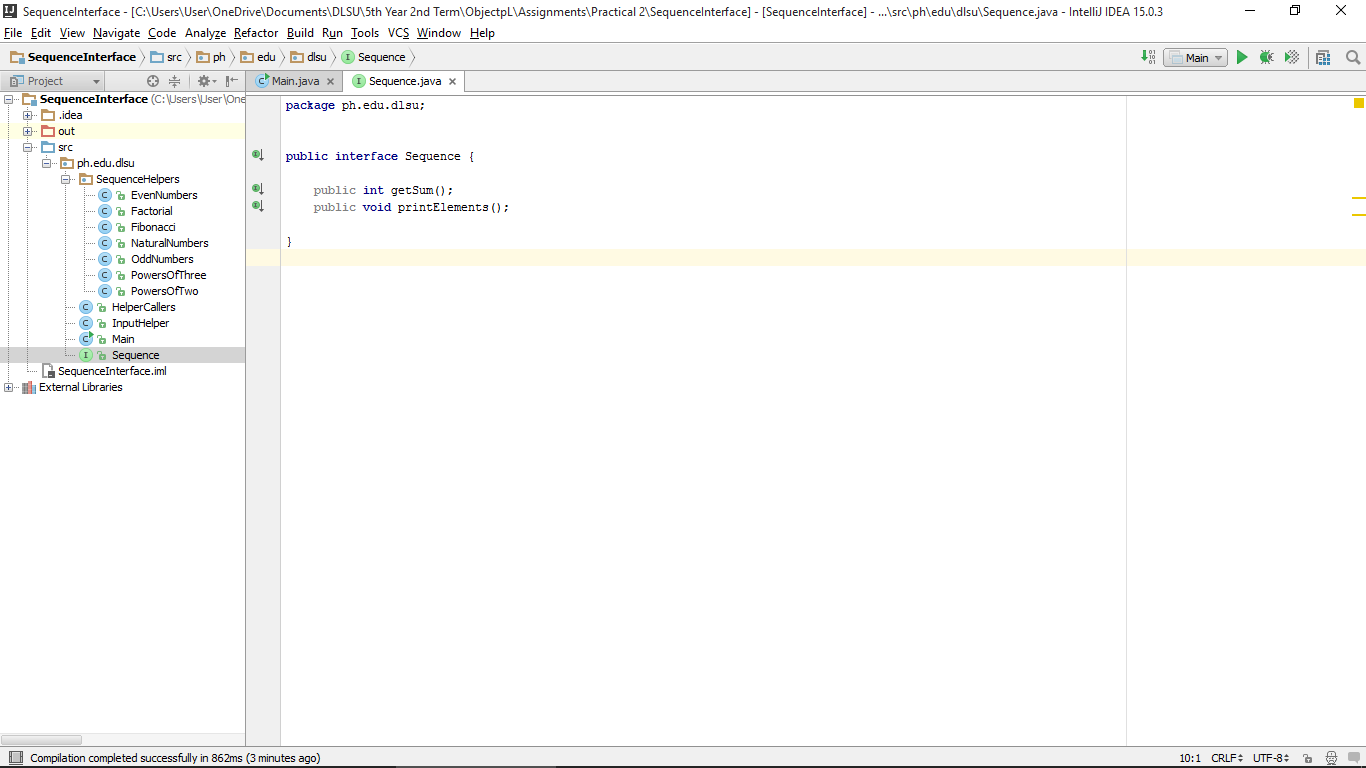 SequenceInterface - [C:\Users\User\OneDrive\Documents\DLSU\5th Year 2nd Term\ObjectpL\Assignments\Practical 2\SequenceInterface] - [SequenceInterface] - ...\src\ph\edu\dlsu\Sequence.java - IntelliJ IDEA 15.0.3
File Edit View Navigate Code Analyze Refactor Build Run Tools VCS Window Help
SequenceInterface src ph edu dlsu Sequence Main
Project Main.java Sequence.java
SequenceInterface (C:\Users\User\One
.idea
out
src
ph.edu.dlsu
SequenceHelpers
EvenNumbers
Factorial
Fibonacci
NaturalNumbers
OddNumbers
PowersOfThree
PowersOfTwo
HelperCallers
InputHelper
Main
Sequence
SequenceInterface.iml
External Libraries
package ph.edu.dlsu;
public interface Sequence {
public int getSum();
public void printElements();
}
Compilation completed successfully in 862ms (3 minutes ago) 10:1 CRLF UTF-8